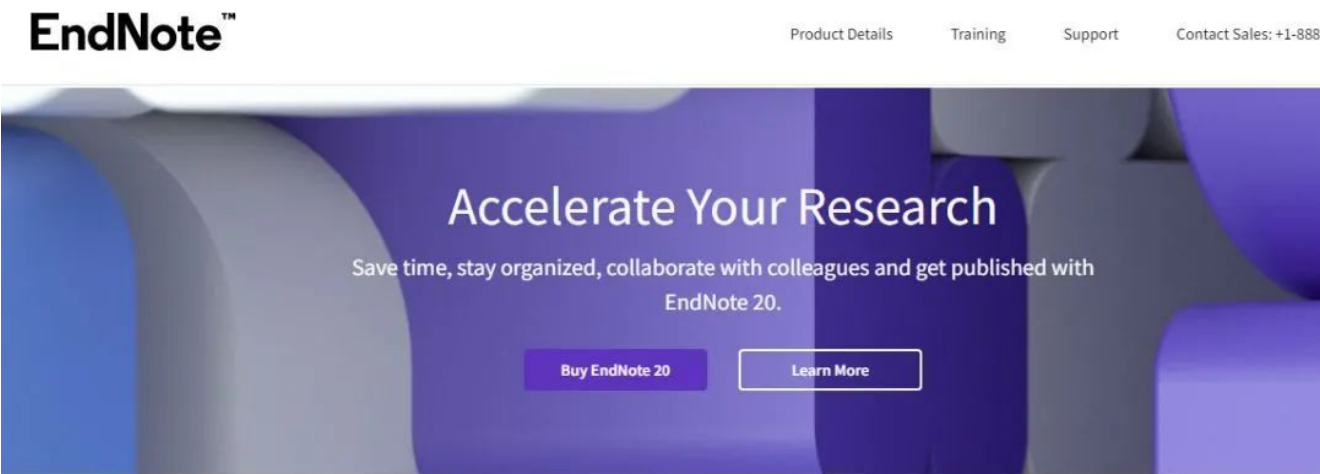 EndNote™
Product Details Training Support Contact Sales: +1-888
Accelerate Your Research
Save time, stay organized, collaborate with colleagues and get published with
EndNote 20.
Buy EndNote 20 Learn More